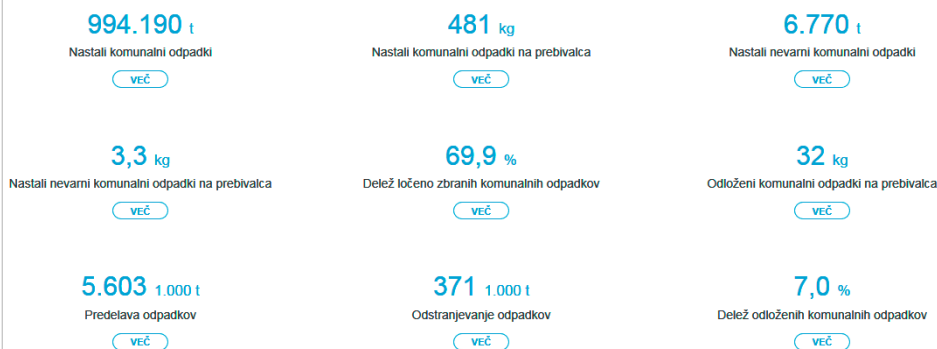 994.190 t
Nastali komunalni odpadki
VEČ
481 kg
Nastali komunalni odpadki na prebivalca
VEČ
6.770 t
Nastali nevarni komunalni odpadki
VEČ
3,3 kg
Nastali nevarni komunalni odpadki na prebivalca
VEČ
69,9 %
Delež ločeno zbranih komunalnih odpadkov
VEČ
32 kg
Odloženi komunalni odpadki na prebivalca
VEČ
5.603 1.000 t
Predelava odpadkov
VEČ
371 1.000 t
Odstranjevanje odpadkov
VEČ
7,0 %
Delež odloženih komunalnih odpadkov
VEČ